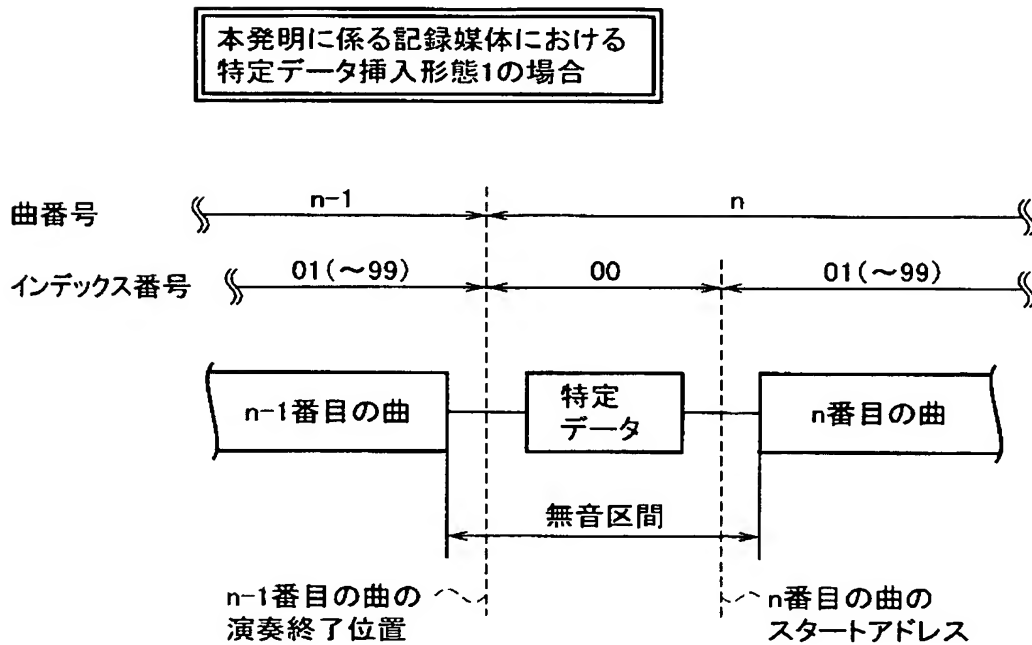 本発明に係る記録媒体における
特定データ挿入形態1の場合
曲番号
n-1
n
インデックス番号
01(～99)
00
01(～99)
n-1番目の曲
特定
データ
n番目の曲
無音区間
n-1番目の曲の
演奏終了位置
n番目の曲の
スタートアドレス